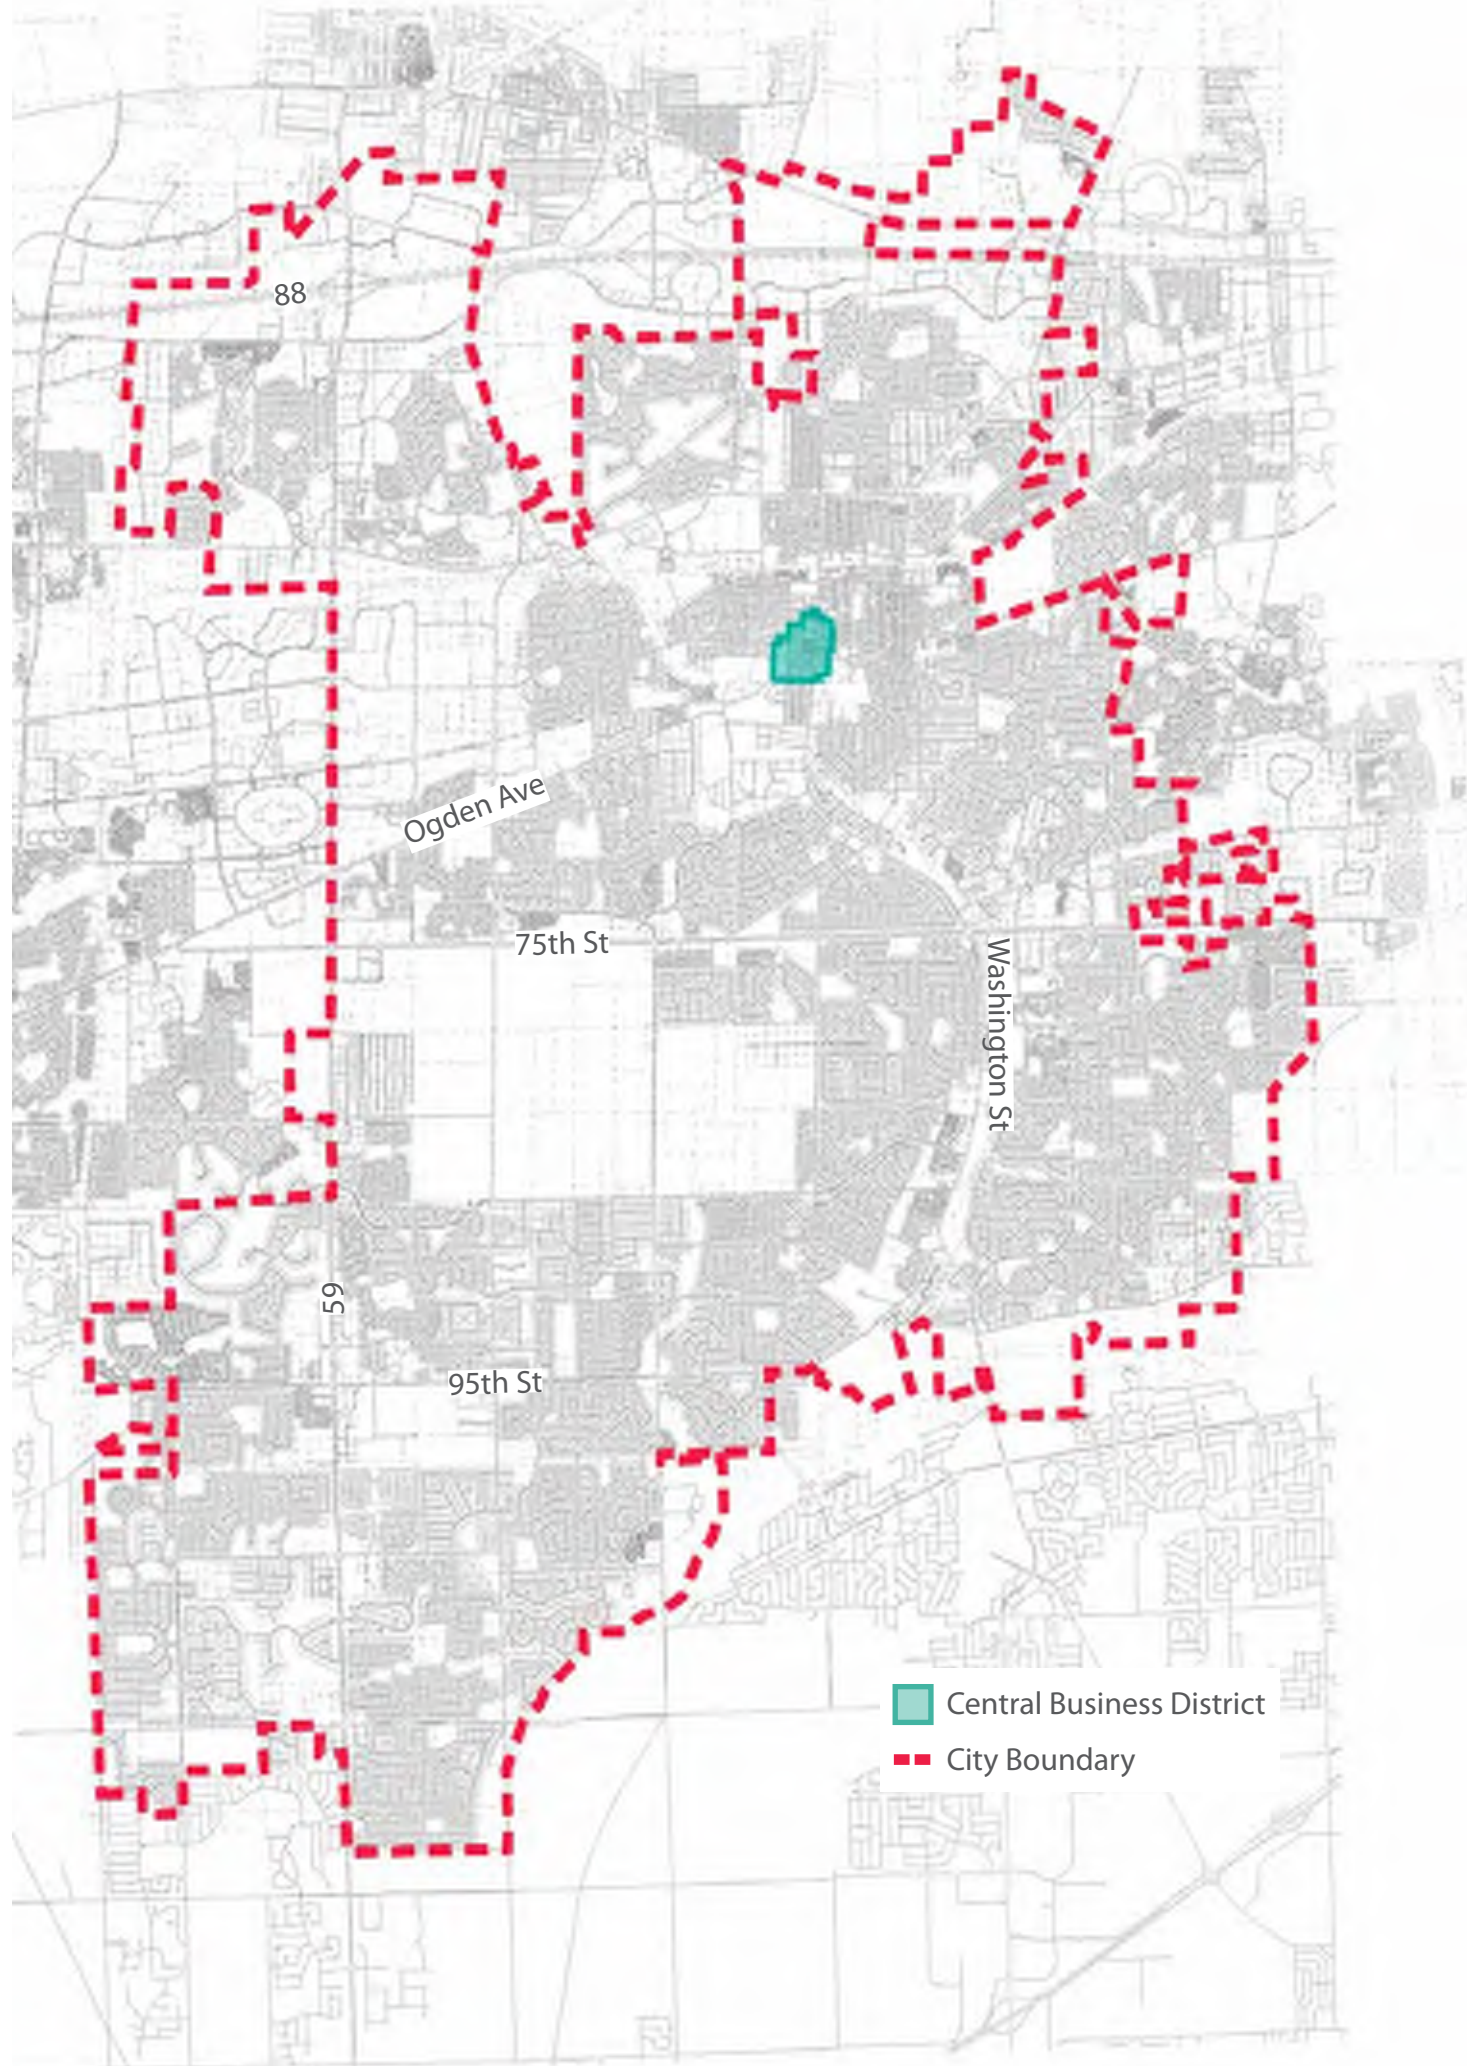 88
Ogden Ave
75th St
Washington St
59
95th St
Central Business District
City Boundary